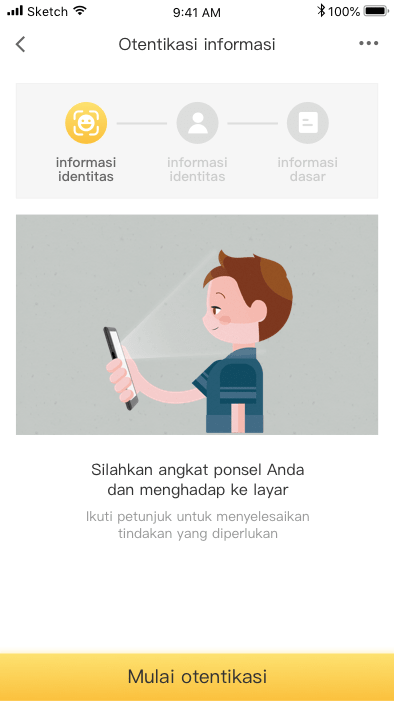 Sketch 9:41 AM 100%
Otentikasi informasi
informasi informasi informasi
identitas identitas dasar
Silahkan angkat ponsel Anda
dan menghadap ke layar
Ikuti petunjuk untuk menyelesaikan
tindakan yang diperlukan
Mulai otentikasi